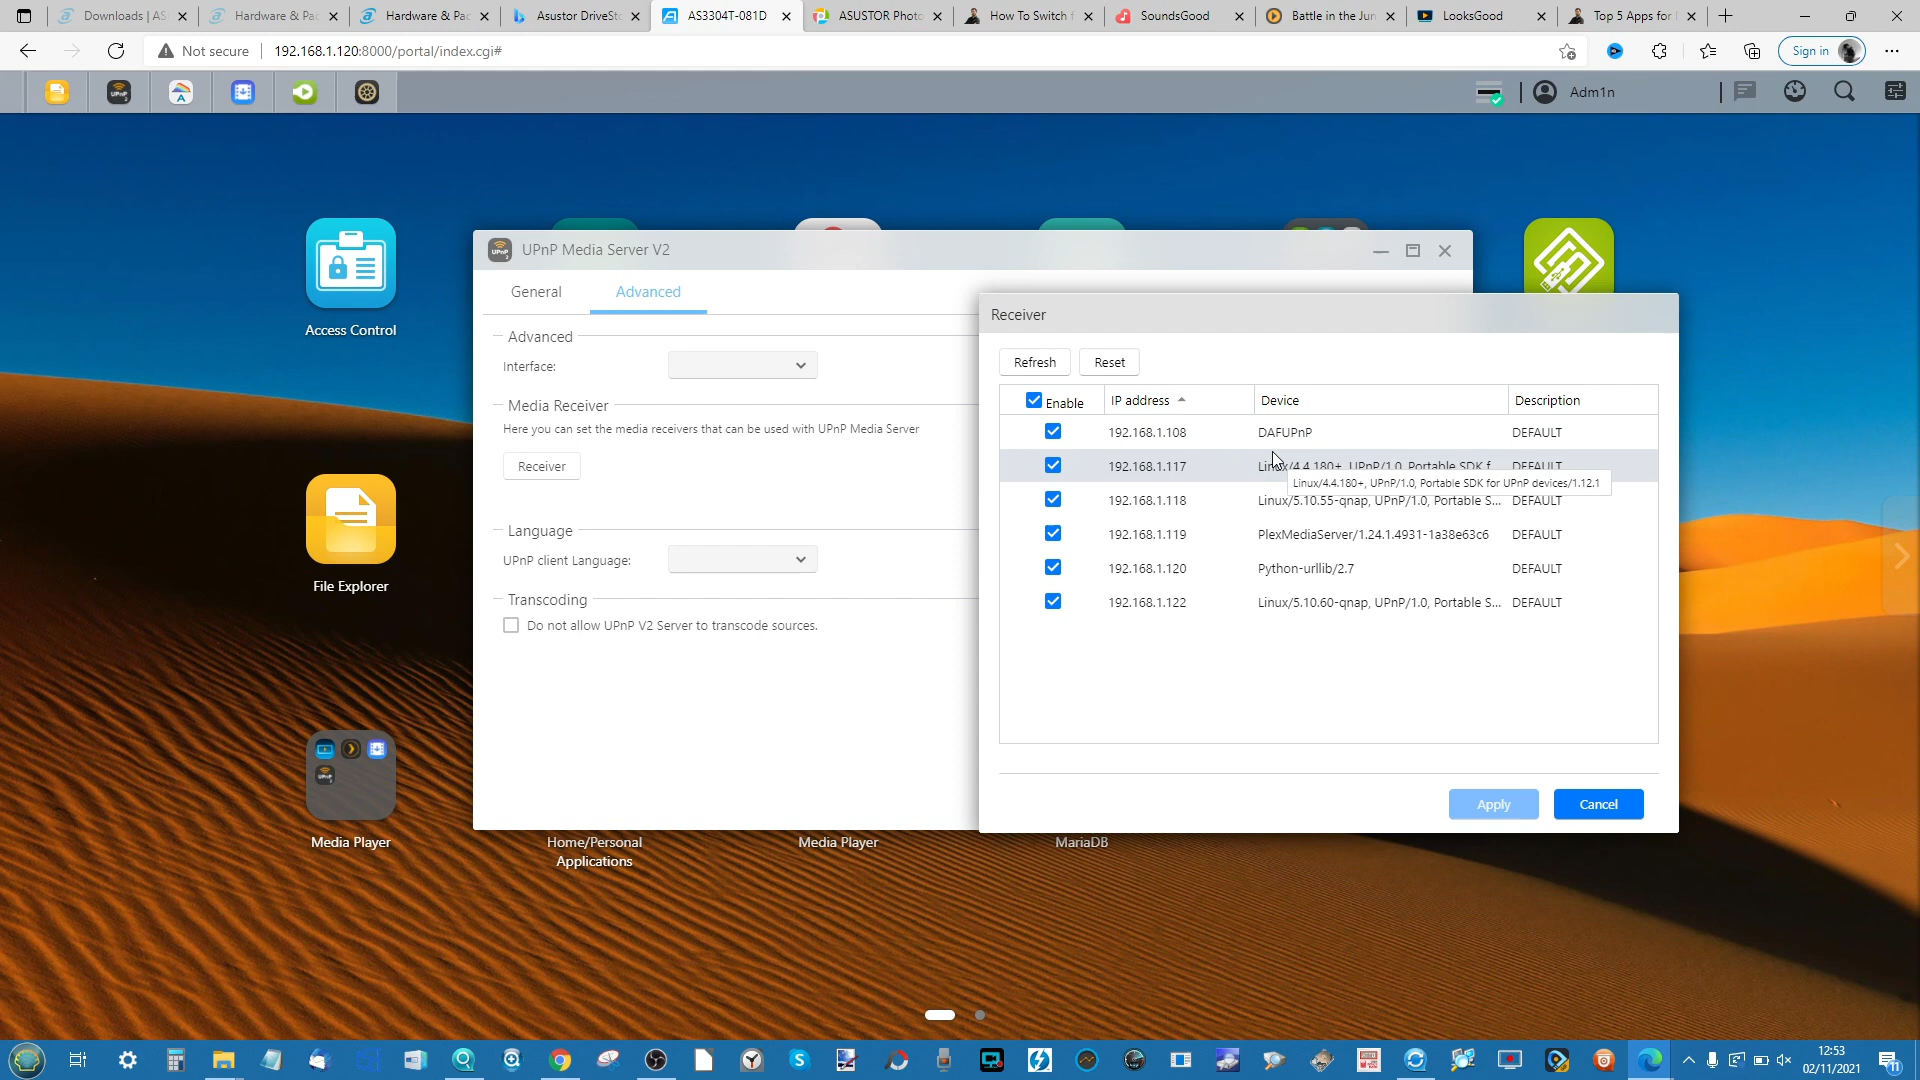 Downloads | AS
Hardware & Pac
Hardware & Pac
Asustor DriveSto
AS3304T-081D
ASUSTOR Photo
How To Switch f
SoundsGood
Battle in the Jun
LooksGood
Top 5 Apps for
Not secure
192.168.1.120:8000/portal/index.cgi#
Sign in
Adm1n
Access Control
UPnP Media Server V2
General
Advanced
Advanced
Interface:
Media Receiver
Here you can set the media receivers that can be used with UPnP Media Server
Receiver
Language
UPnP client Language:
Transcoding
Do not allow UPnP V2 Server to transcode sources.
Receiver
Refresh
Reset
Enable
IP address
Device
Description
192.168.1.108
DAFUPnP
DEFAULT
192.168.1.117
Linux/4.4.180+, UPnP/1.0, Portable SDK f
DEFAULT
Linux/4.4.180+, UPnP/1.0, Portable SDK for UPnP devices/1.12.1
192.168.1.118
Linux/5.10.55-qnap, UPnP/1.0, Portable S...
DEFAULT
192.168.1.119
PlexMediaServer/1.24.1.4931-1a38e63c6
DEFAULT
192.168.1.120
Python-urllib/2.7
DEFAULT
192.168.1.122
Linux/5.10.60-qnap, UPnP/1.0, Portable S...
DEFAULT
Apply
Cancel
File Explorer
Media Player
Home/Personal
Applications
Media Player
MariaDB
12:53
02/11/2021
11